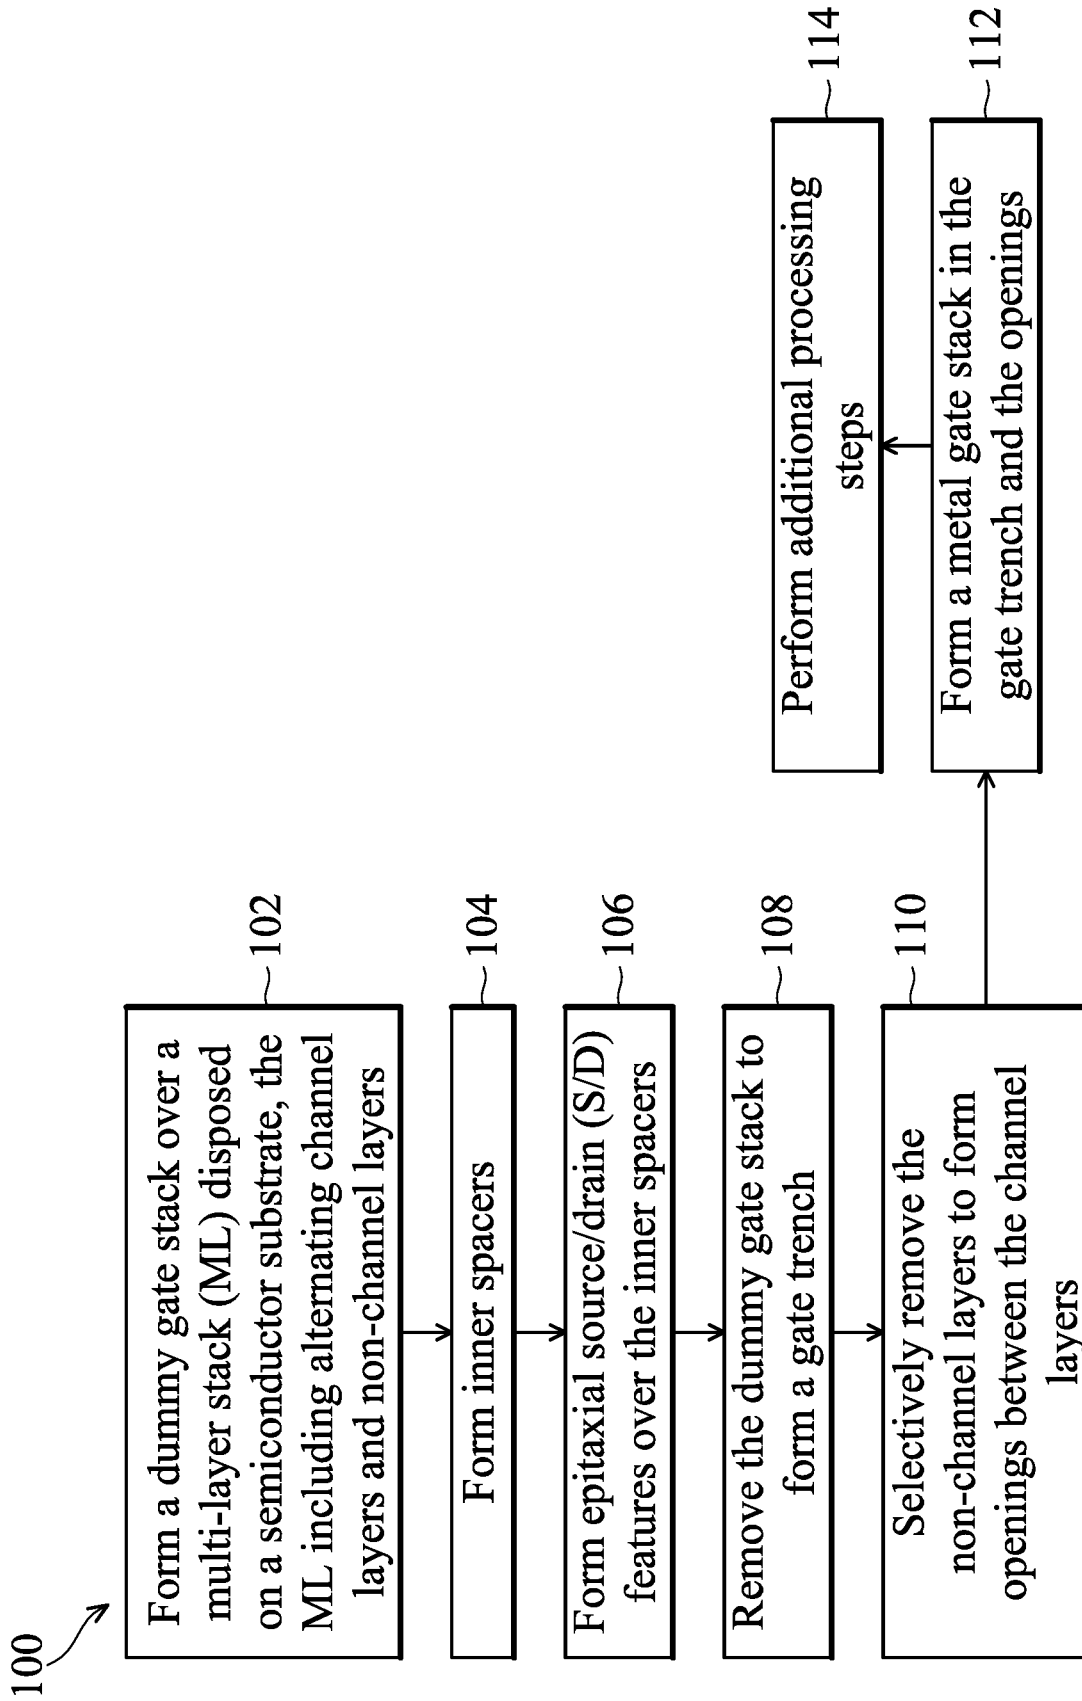 100
Form a dummy gate stack over a
multi-layer stack (ML) disposed
on a semiconductor substrate, the
ML including alternating channel
layers and non-channel layers
102
Form inner spacers
104
Form epitaxial source/drain (S/D)
features over the inner spacers
106
Remove the dummy gate stack to
form a gate trench
108
Selectively remove the
non-channel layers to form
openings between the channel
layers
110
Form a metal gate stack in the
gate trench and the openings
112
Perform additional processing
steps
114